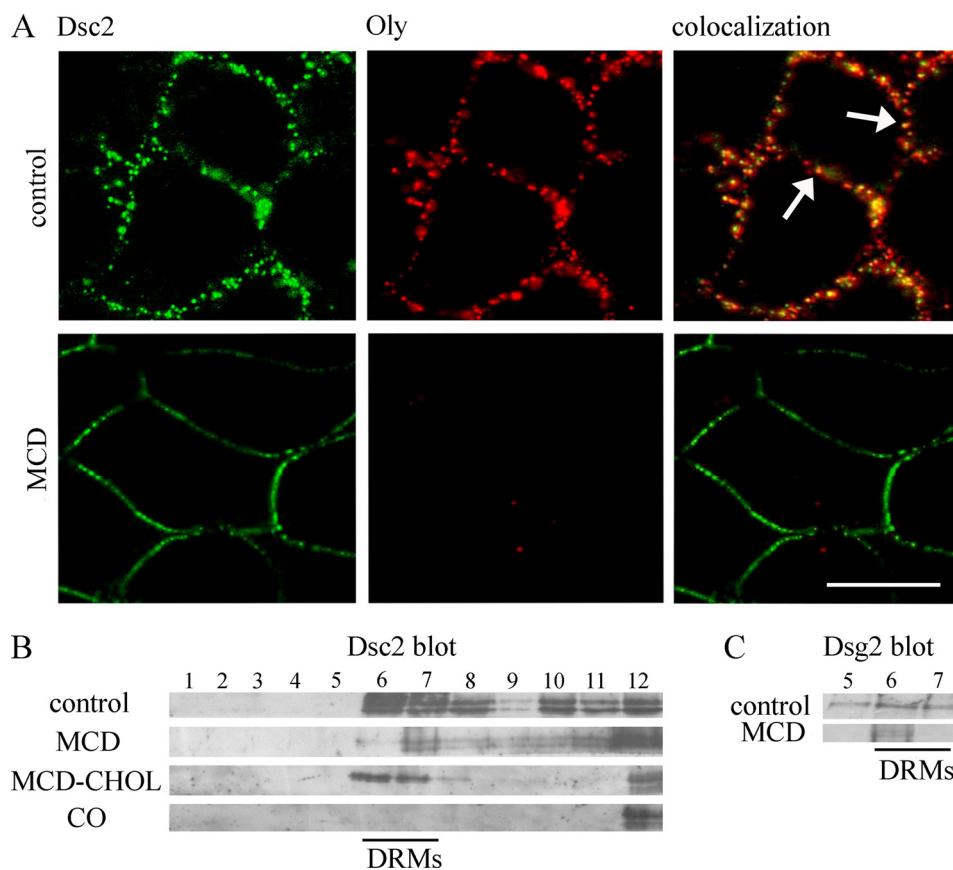 A Dsc2 Oly colocalization
control
MCD
B Dsc2 blot
1 2 3 4 5 6 7 8 9 10 11 12
control
MCD
MCD-CHOL
CO
DRMs
C Dsg2 blot
5 6 7
control
MCD
DRMs